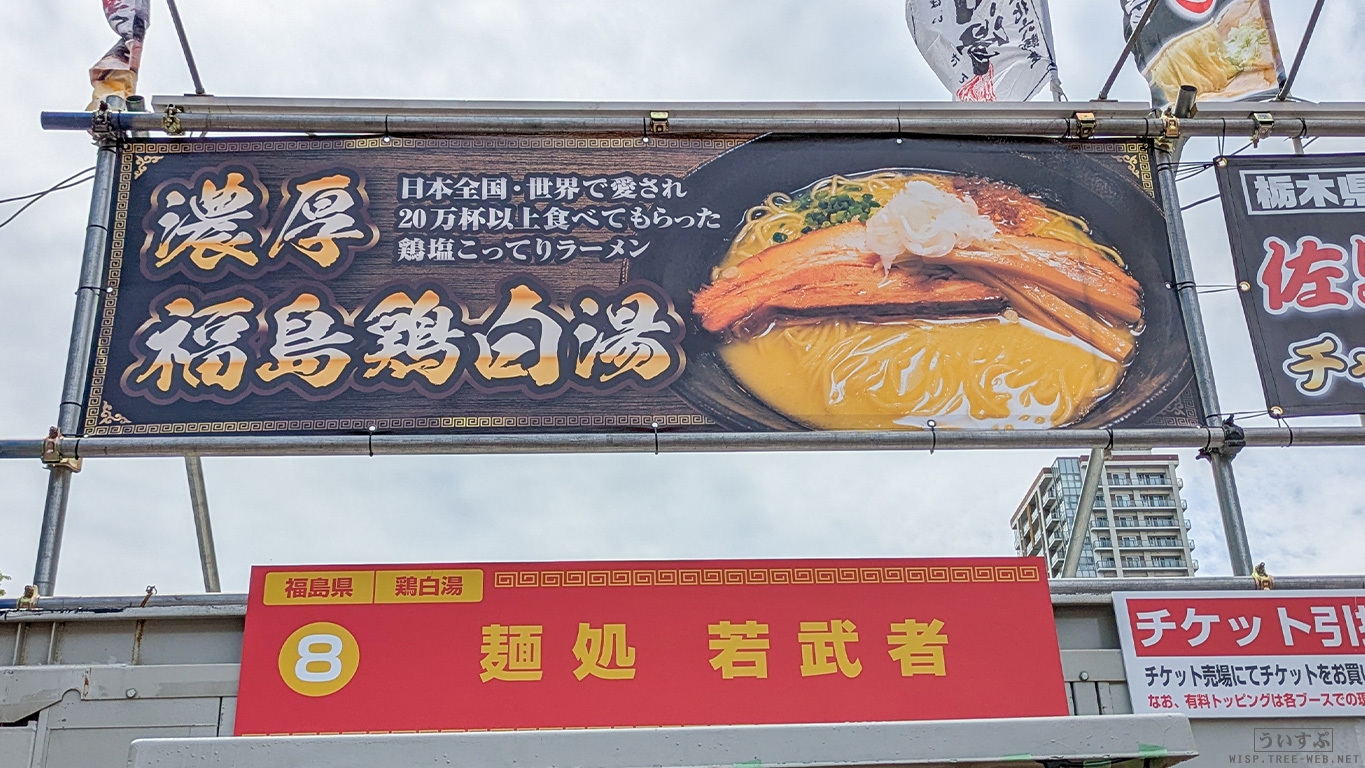 濃厚
日本全国・世界で愛され
20万杯以上食べてもらった
鶏塩こってりラーメン
福島鶏白湯
栃木県
佐
チャ
福島県 鶏白湯
8 麺処 若武者
チケット引
チケット売場にてチケットをお買い
なお、有料トッピングは各ブースでの現
ういすぷ
WISP.TREE-WEB.NET